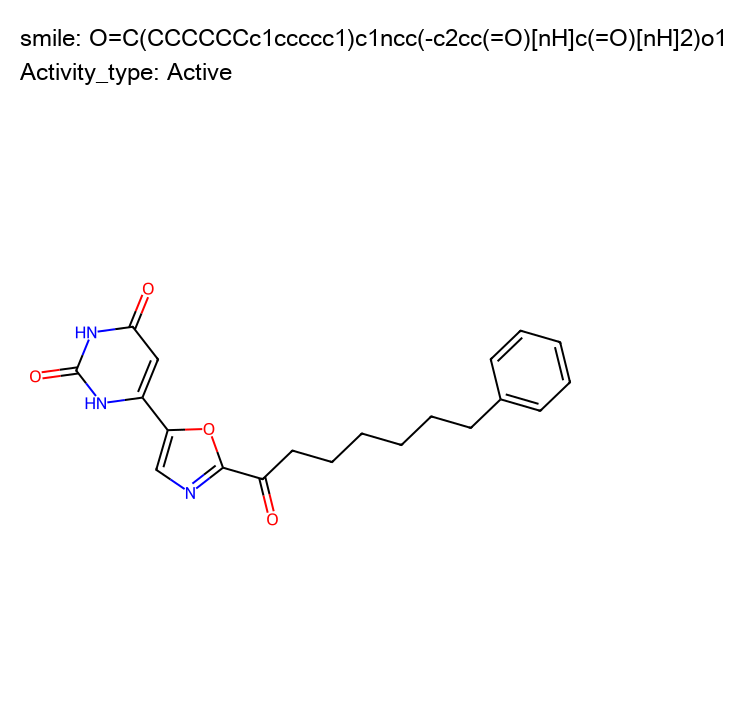 smile: O=C(CCCCCCc1ccccc1)c1ncc(-c2cc(=O)[nH]c(=O)[nH]2)o1
Activity_type: Active
O
HN
O
HN
O
N
O